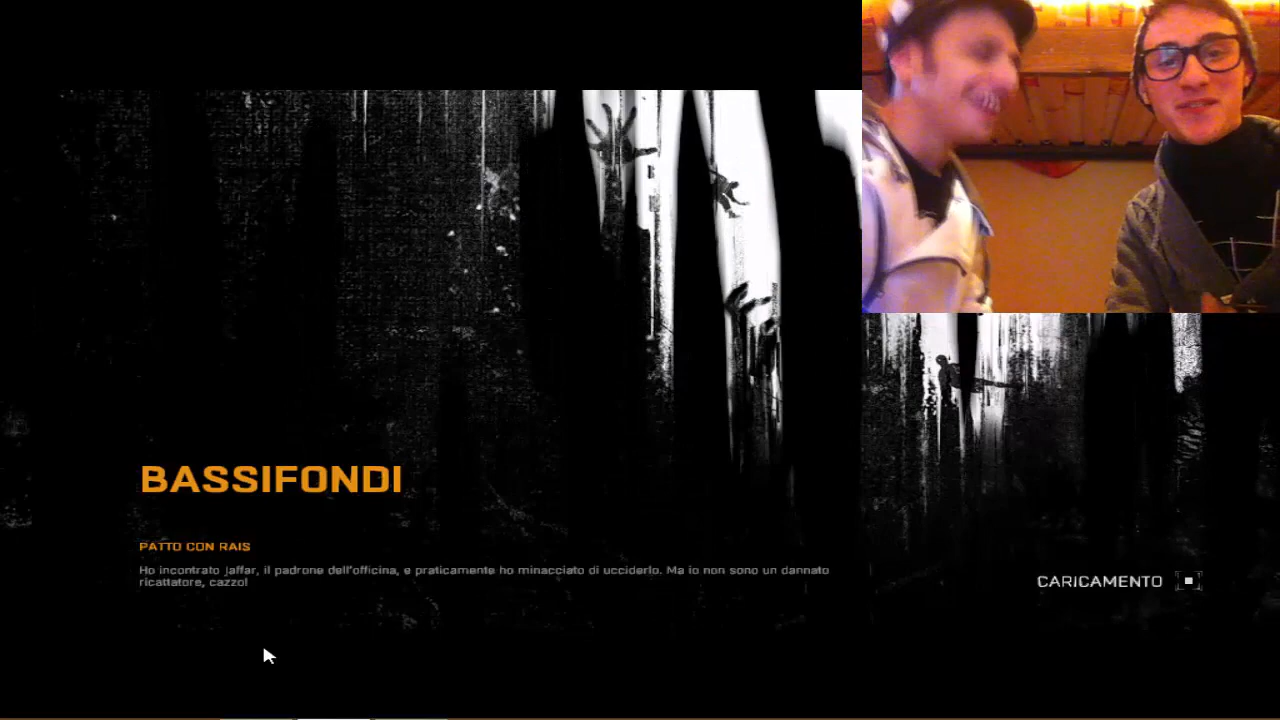 BASSIFONDI
PATTO CON RAIS
Ho incontrato Jaffar, il padrone dell'officina, e praticamente ho minacciato di ucciderlo. Ma io non sono un dannato
ricattatore, cazzo!
CARICAMENTO